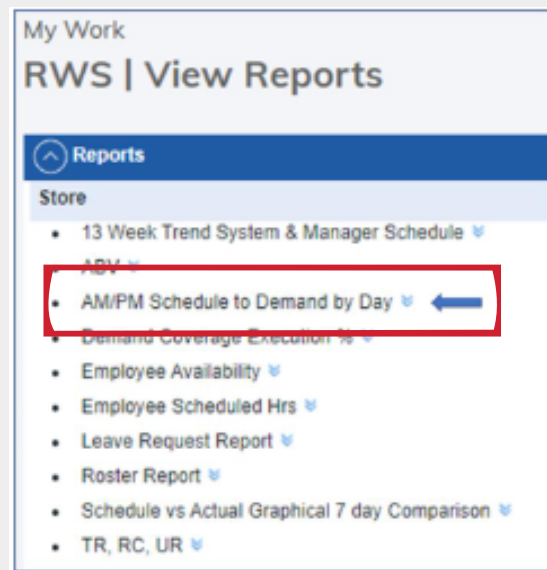 My Work
RWS | View Reports
Reports
Store
13 Week Trend System & Manager Schedule
ABV
AM/PM Schedule to Demand by Day
Demand Coverage Execution %
Employee Availability
Employee Scheduled Hrs
Leave Request Report
Roster Report
Schedule vs Actual Graphical 7 day Comparison
TR, RC, UR